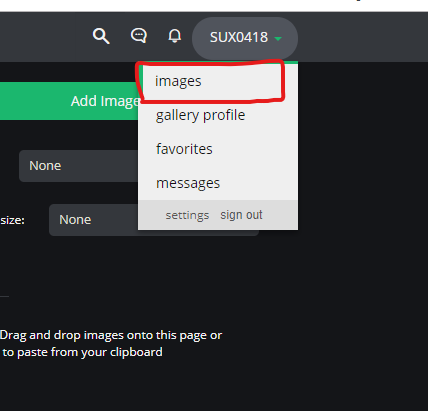 SUX0418
images
Add Image
gallery profile
None
favorites
messages
size:
None
settings sign out
Drag and drop images onto this page or
to paste from your clipboard